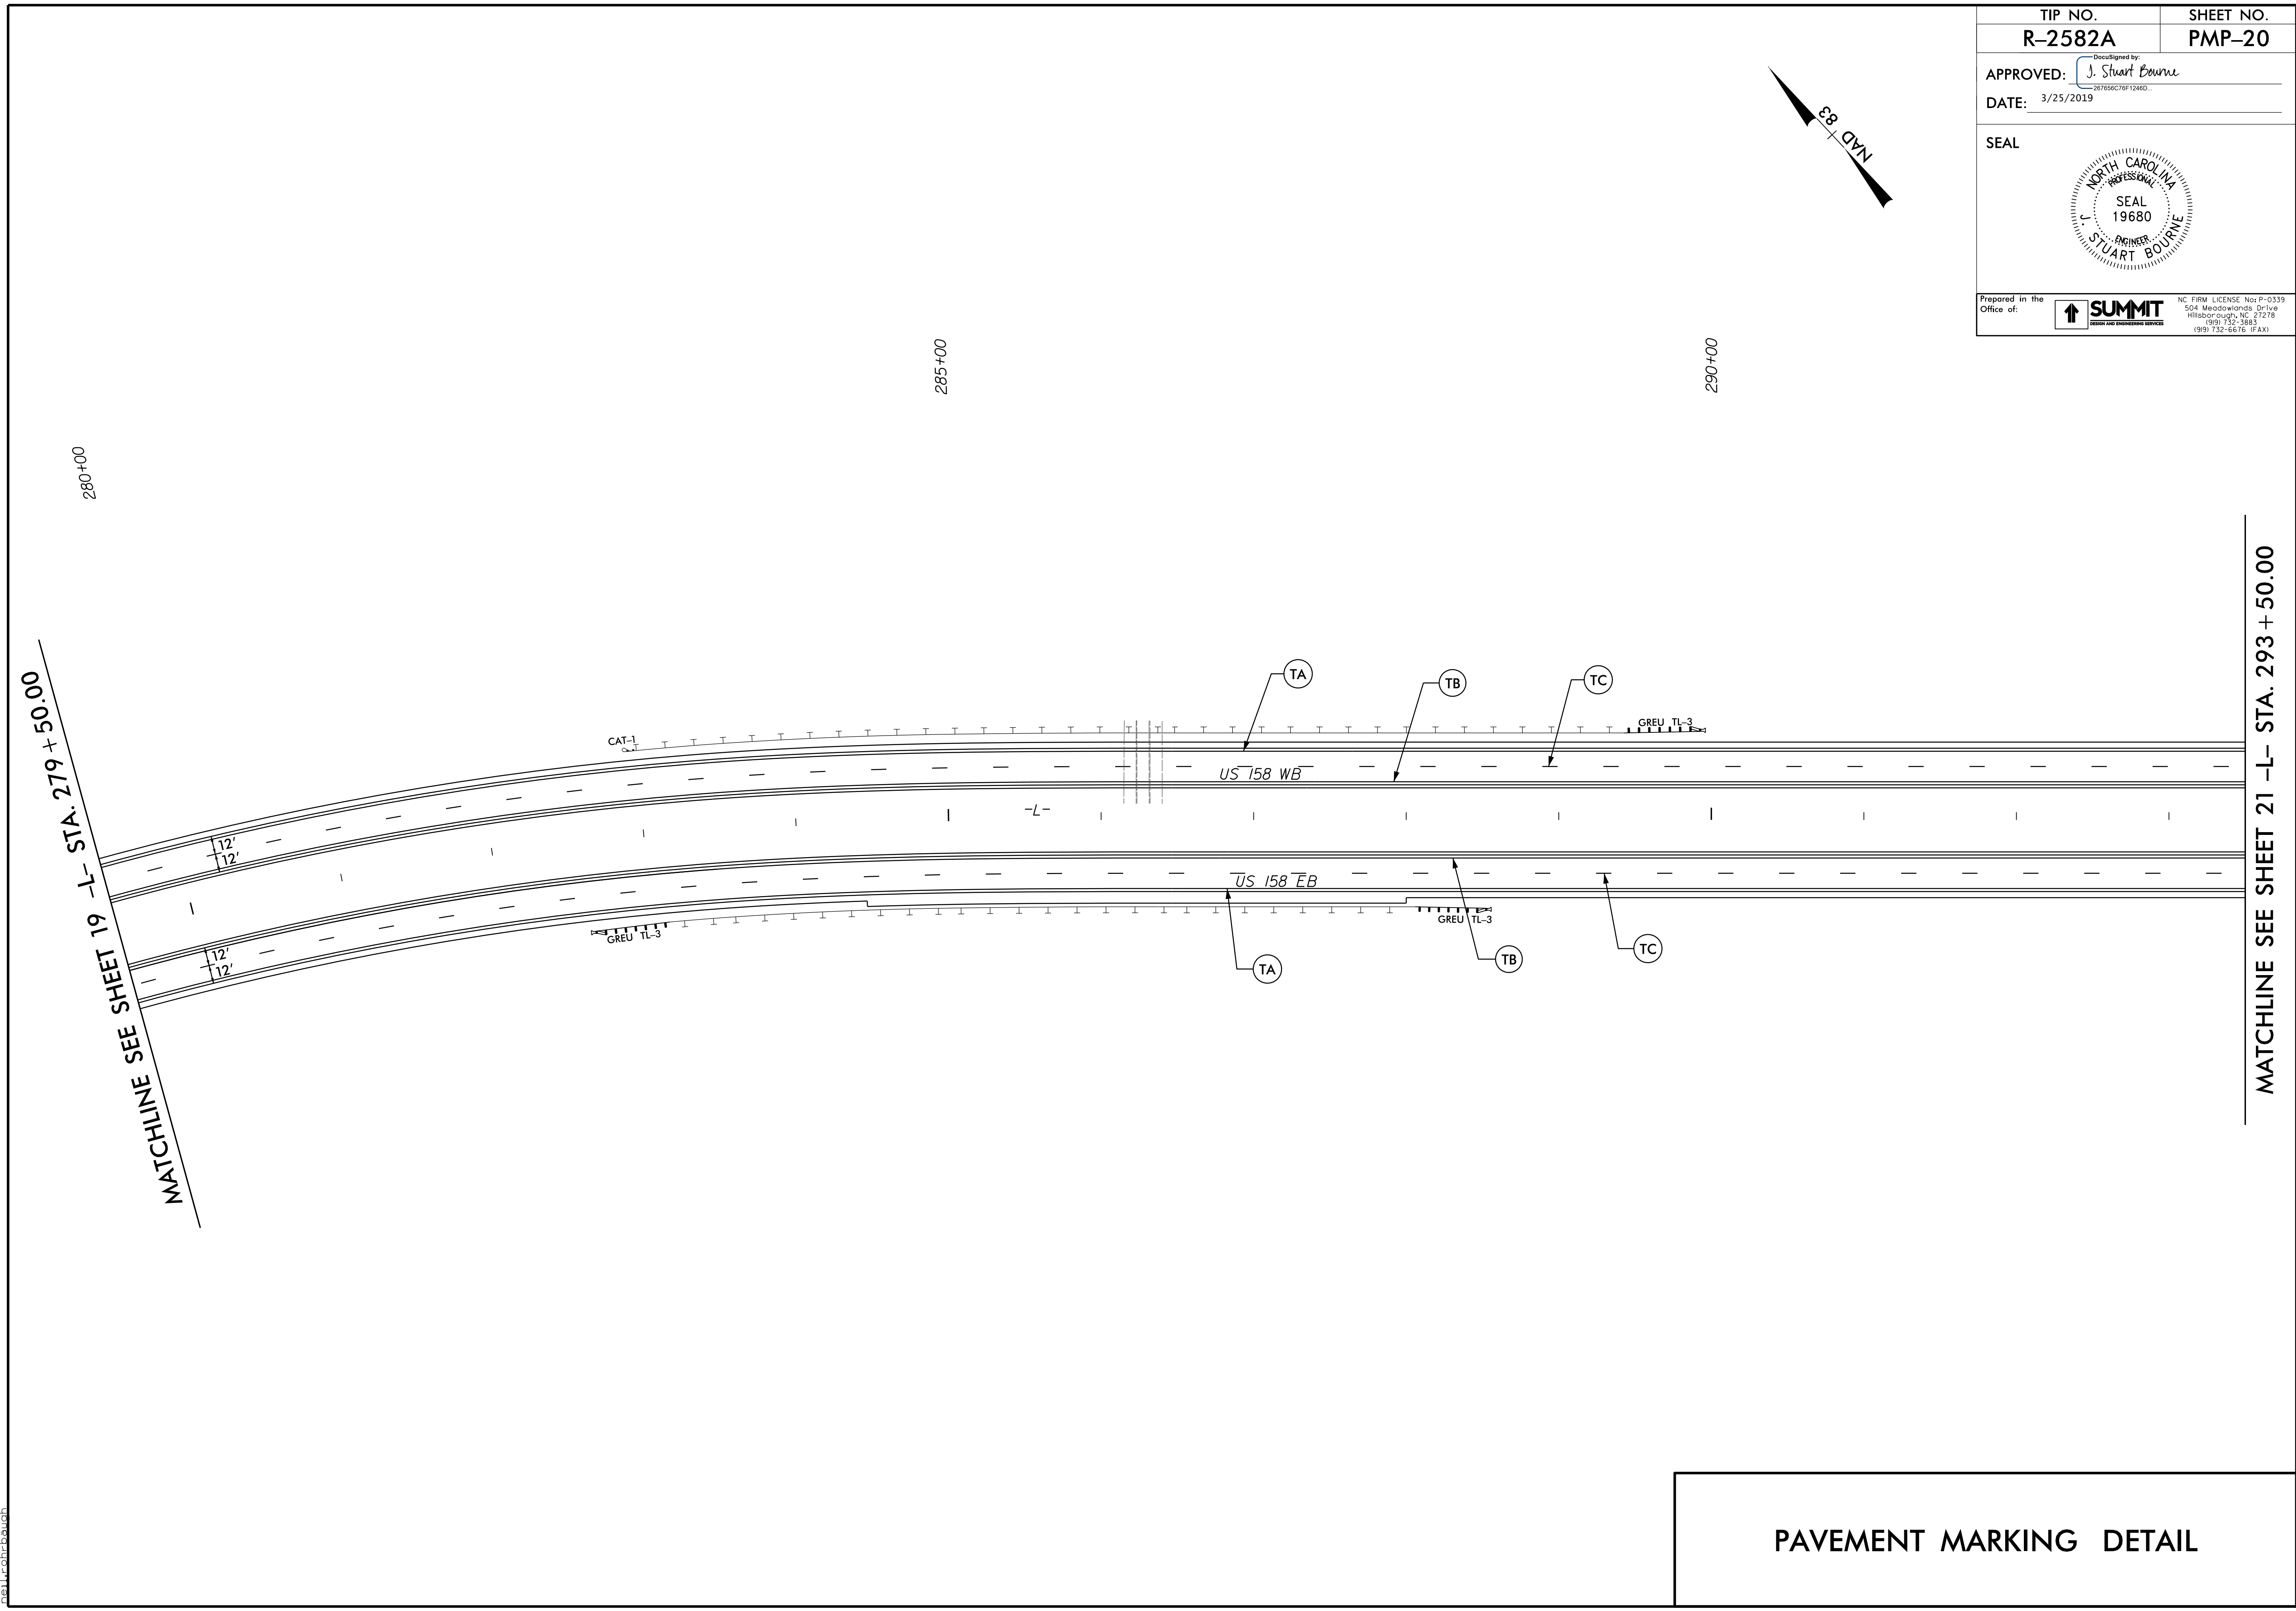 TIP NO.
SHEET NO.
R–2582A
PMP–20
DocuSigned by:
APPROVED:
J. Stuart Bourne
267656C76F1246D...
DATE:
3/25/2019
SEAL
NORTH CAROLINA
PROFESSIONAL
SEAL
19680
ENGINEER
J. STUART BOURNE
Prepared in the
Office of:
SUMMIT
DESIGN AND ENGINEERING SERVICES
NC FIRM LICENSE No: P-0339
504 Meadowlands Drive
Hillsborough, NC 27278
(919) 732-3883
(919) 732-6676 (FAX)
NAD 83
280+00
285+00
290+00
MATCHLINE SEE SHEET 19 –L– STA. 279+50.00
MATCHLINE SEE SHEET 21 –L– STA. 293+50.00
TA
TB
TC
CAT–1
GREU TL–3
US 158 WB
–L–
12'
12'
US 158 EB
12'
12'
GREU TL–3
GREU TL–3
TA
TB
TC
PAVEMENT MARKING DETAIL
neil.rohrbaugh